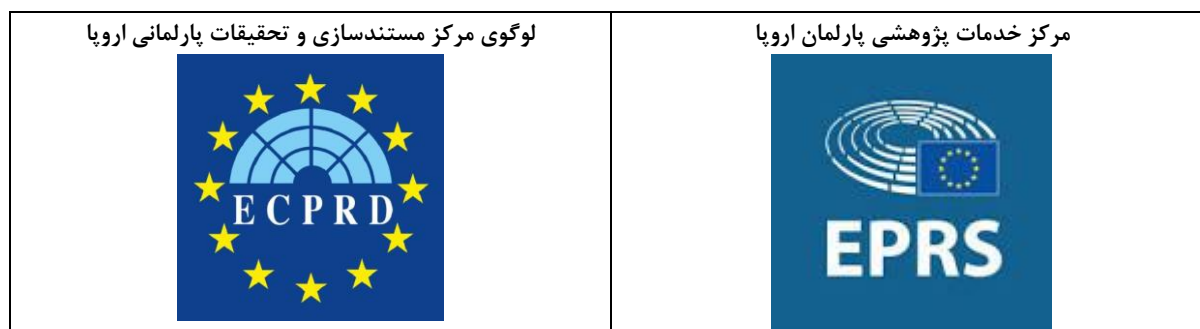 مرکز خدمات پژوهشی پارلمان اروپا
EPRS
لوگوی مرکز مستندسازی و تحقیقات پارلمانی اروپا
ECPRD